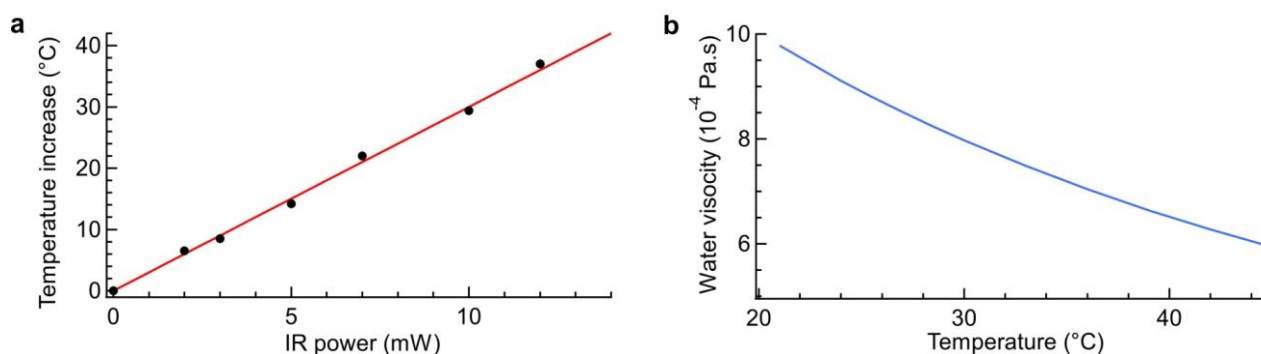 a
Temperature increase (°C)
40
30
20
10
0
0
5
10
IR power (mW)
b
Water visocity (10⁻⁴ Pa.s)
10
8
6
20
30
40
Temperature (°C)